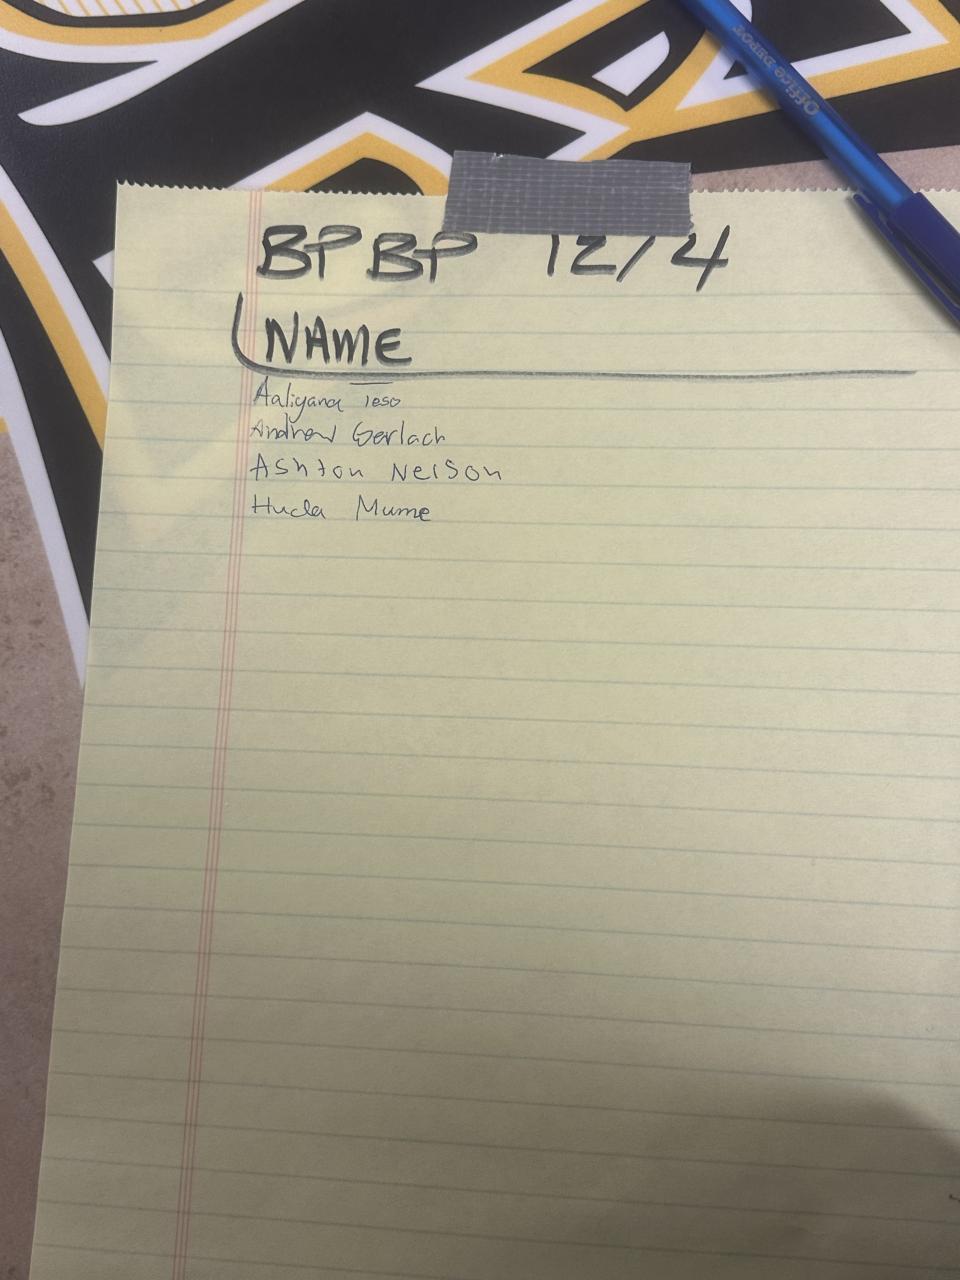 Office DEPOT
BPBP 12/4
NAME
Aaliyana Teso
Andrew Gerlach
Ashton Nelson
Huda Mume